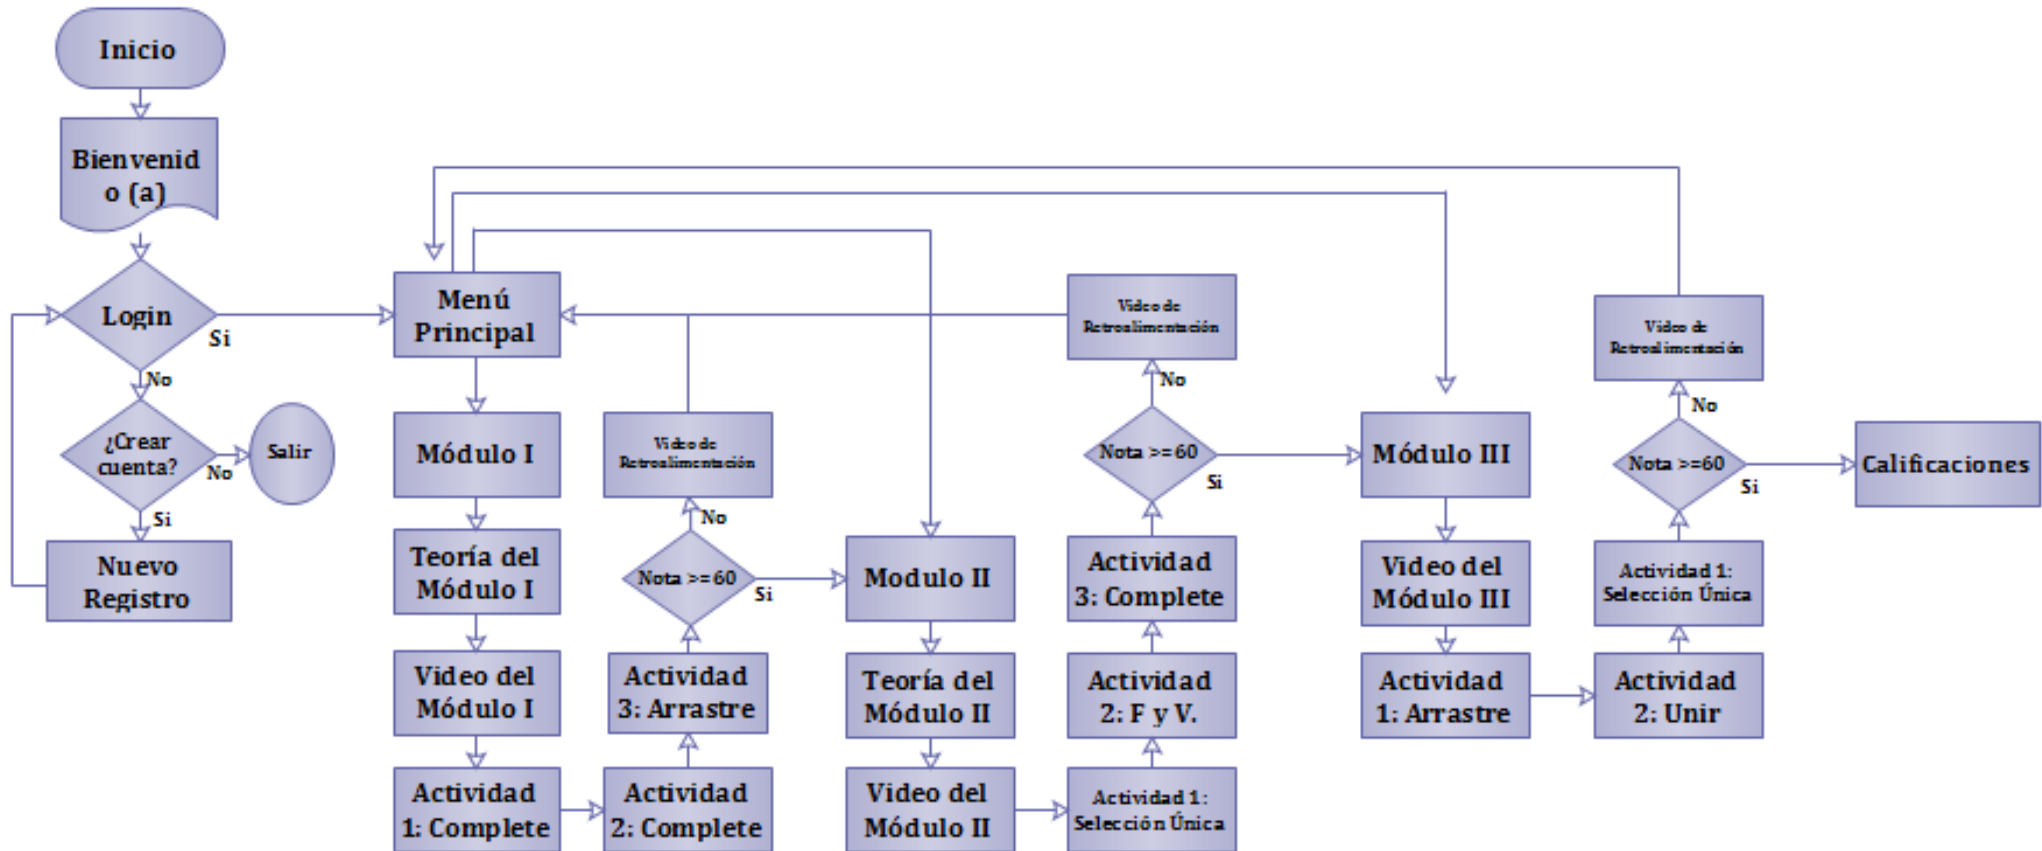 Inicio
Bienvenid
o (a)
Login
Si
No
¿Crear
cuenta?
No
Salir
Si
Nuevo
Registro
Menú
Principal
Módulo I
Teoría del
Módulo I
Video del
Módulo I
Actividad
1: Complete
Actividad
2: Complete
Actividad
3: Arrastre
Nota >=60
No
Si
Video de
Retroalimentación
Modulo II
Teoría del
Módulo II
Video del
Módulo II
Actividad 1:
Selección Única
Actividad
2: F y V.
Actividad
3: Complete
Nota >=60
No
Si
Video de
Retroalimentación
Módulo III
Video del
Módulo III
Actividad
1: Arrastre
Actividad
2: Unir
Actividad 1:
Selección Única
Nota >=60
No
Si
Video de
Retroalimentación
Calificaciones